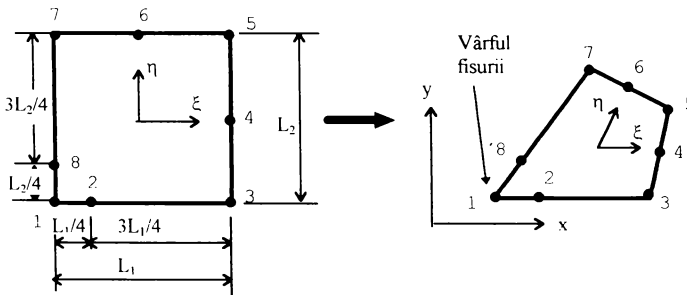 7
6
5
η
ξ
3L₂/4
4
L₂
8
L₂/4
2
1
3
L₁/4
3L₁/4
L₁
Vârful
fisurii
7
6
y
η
5
ξ
4
'8
2
1
3
x